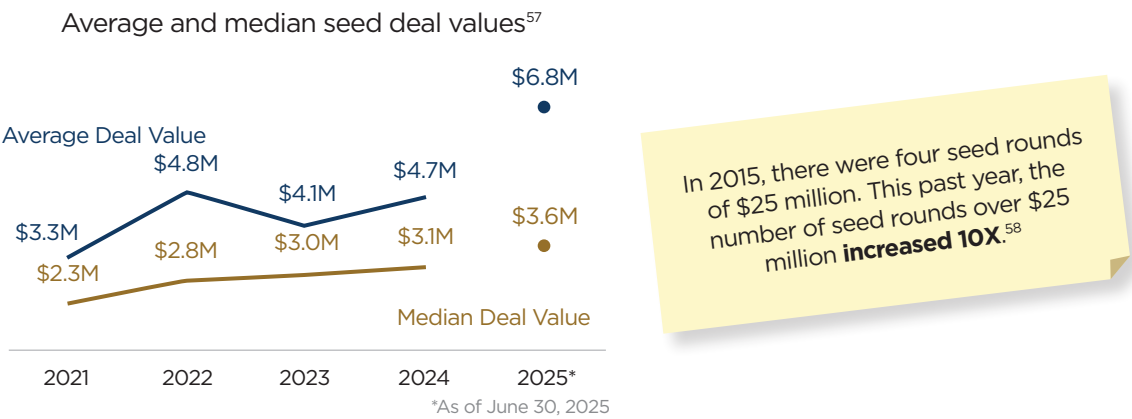 Average and median seed deal values57
$6.8M
Average Deal Value
$4.8M
$4.7M
$4.1M
$3.3M
$3.6M
$3.1M
$3.0M
$2.8M
$2.3M
Median Deal Value
2021 2022 2023 2024 2025*
*As of June 30, 2025
In 2015, there were four seed rounds
of $25 million. This past year, the
number of seed rounds over $25
million increased 10X.58